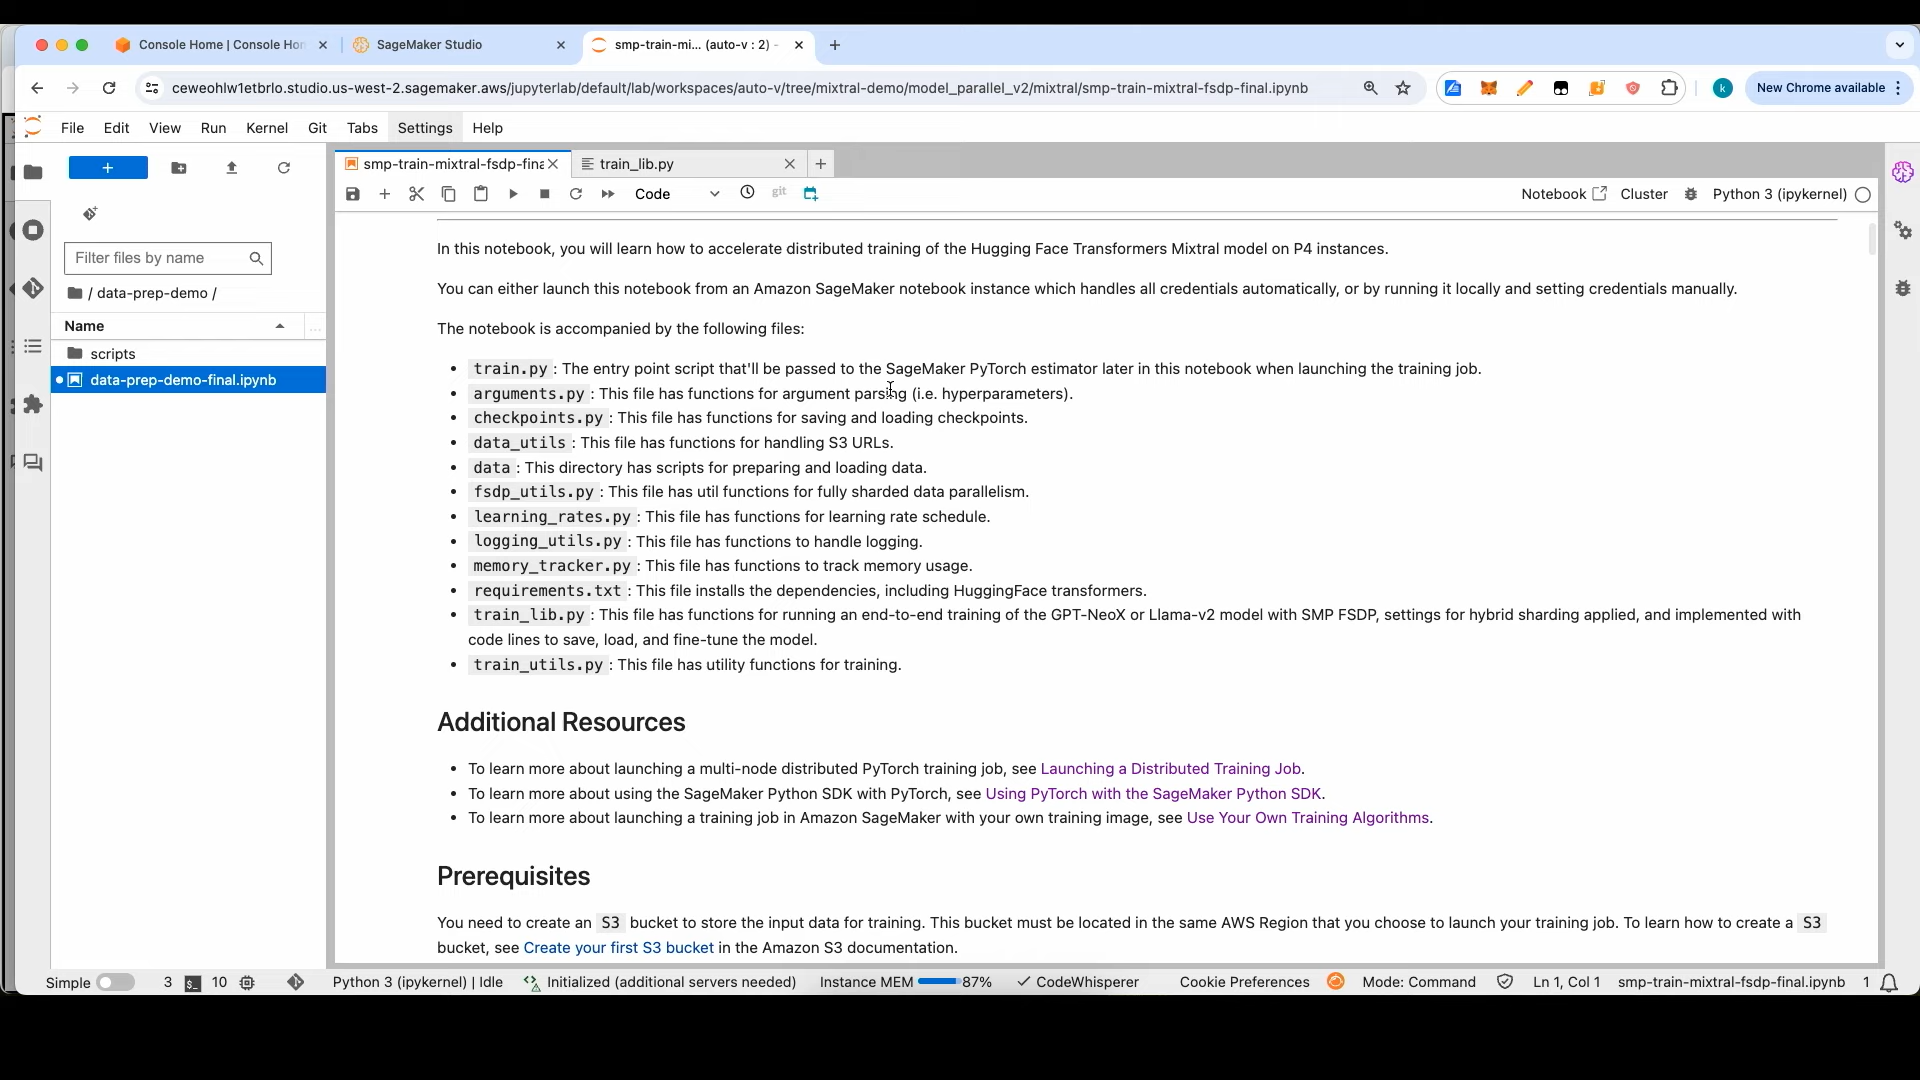 Console Home | Console Hor
SageMaker Studio
smp-train-mi... (auto-v : 2) -
ceweohlw1etbrlo.studio.us-west-2.sagemaker.aws/jupyterlab/default/lab/workspaces/auto-v/tree/mixtral-demo/model_parallel_v2/mixtral/smp-train-mixtral-fsdp-final.ipynb
k
New Chrome available
File Edit View Run Kernel Git Tabs Settings Help
smp-train-mixtral-fsdp-fina
train_lib.py
Code
git
Notebook
Cluster
Python 3 (ipykernel)
Filter files by name
/ data-prep-demo /
Name
...
scripts
data-prep-demo-final.ipynb
In this notebook, you will learn how to accelerate distributed training of the Hugging Face Transformers Mixtral model on P4 instances.
You can either launch this notebook from an Amazon SageMaker notebook instance which handles all credentials automatically, or by running it locally and setting credentials manually.
The notebook is accompanied by the following files:
• train.py : The entry point script that'll be passed to the SageMaker PyTorch estimator later in this notebook when launching the training job.
• arguments.py : This file has functions for argument parsing (i.e. hyperparameters).
• checkpoints.py : This file has functions for saving and loading checkpoints.
• data_utils : This file has functions for handling S3 URLs.
• data : This directory has scripts for preparing and loading data.
• fsdp_utils.py : This file has util functions for fully sharded data parallelism.
• learning_rates.py : This file has functions for learning rate schedule.
• logging_utils.py : This file has functions to handle logging.
• memory_tracker.py : This file has functions to track memory usage.
• requirements.txt : This file installs the dependencies, including HuggingFace transformers.
• train_lib.py : This file has functions for running an end-to-end training of the GPT-NeoX or Llama-v2 model with SMP FSDP, settings for hybrid sharding applied, and implemented with
code lines to save, load, and fine-tune the model.
• train_utils.py : This file has utility functions for training.
Additional Resources
• To learn more about launching a multi-node distributed PyTorch training job, see Launching a Distributed Training Job.
• To learn more about using the SageMaker Python SDK with PyTorch, see Using PyTorch with the SageMaker Python SDK.
• To learn more about launching a training job in Amazon SageMaker with your own training image, see Use Your Own Training Algorithms.
Prerequisites
You need to create an S3 bucket to store the input data for training. This bucket must be located in the same AWS Region that you choose to launch your training job. To learn how to create a S3
bucket, see Create your first S3 bucket in the Amazon S3 documentation.
Simple 3 10 Python 3 (ipykernel) | Idle Initialized (additional servers needed) Instance MEM 87% CodeWhisperer Cookie Preferences Mode: Command Ln 1, Col 1 smp-train-mixtral-fsdp-final.ipynb 1